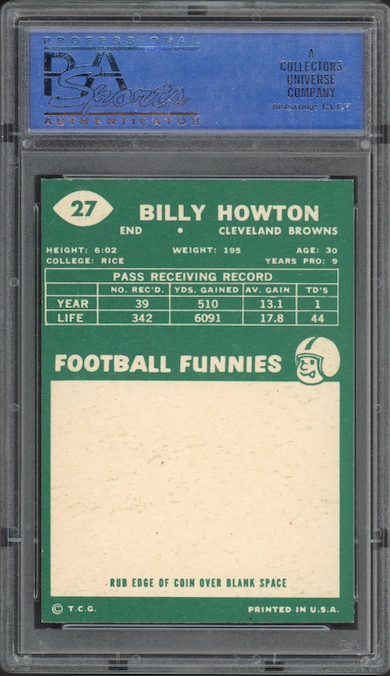 PROFESSIONAL
PSA
Sports
AUTHENTICATOR
A
COLLECTORS
UNIVERSE
COMPANY
27
BILLY HOWTON
END • CLEVELAND BROWNS
HEIGHT: 6:02 WEIGHT: 195 AGE: 30
COLLEGE: RICE YEARS PRO: 9
PASS RECEIVING RECORD
NO. REC'D. YDS. GAINED AV. GAIN TD'S
YEAR 39 510 13.1 1
LIFE 342 6091 17.8 44
FOOTBALL FUNNIES
RUB EDGE OF COIN OVER BLANK SPACE
© T.C.G. PRINTED IN U.S.A.